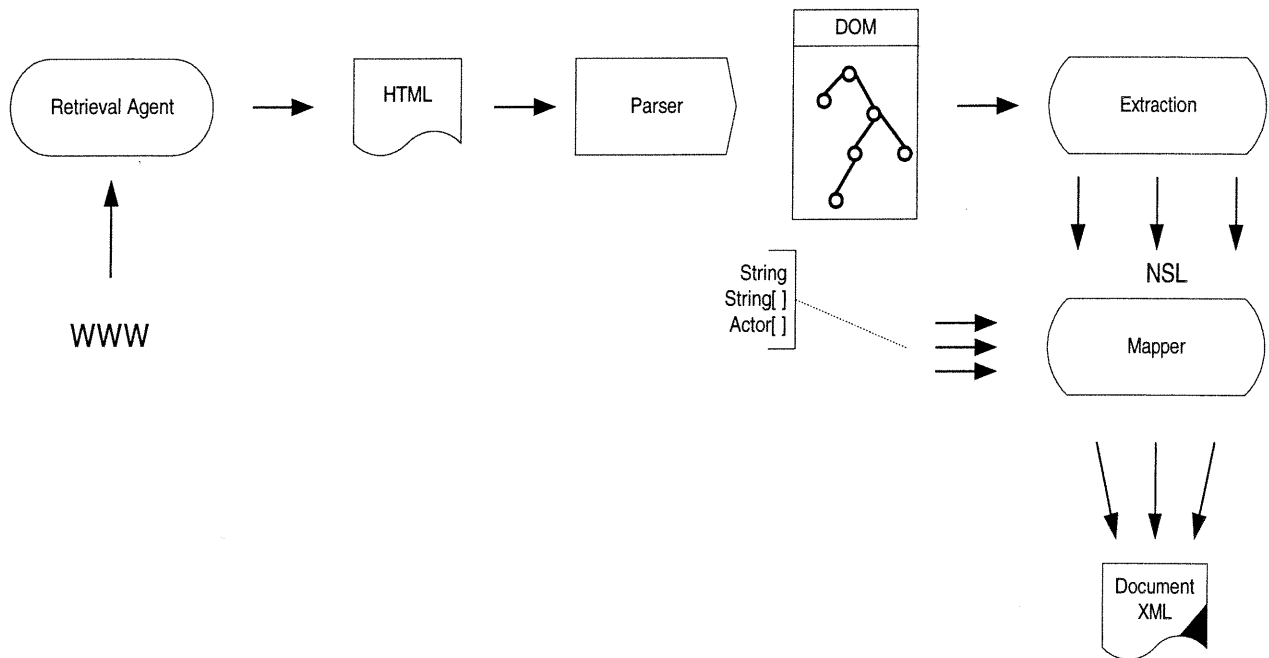 DOM
Retrieval Agent
HTML
Parser
Extraction
NSL
String
String[ ]
Actor[ ]
WWW
Mapper
Document
XML